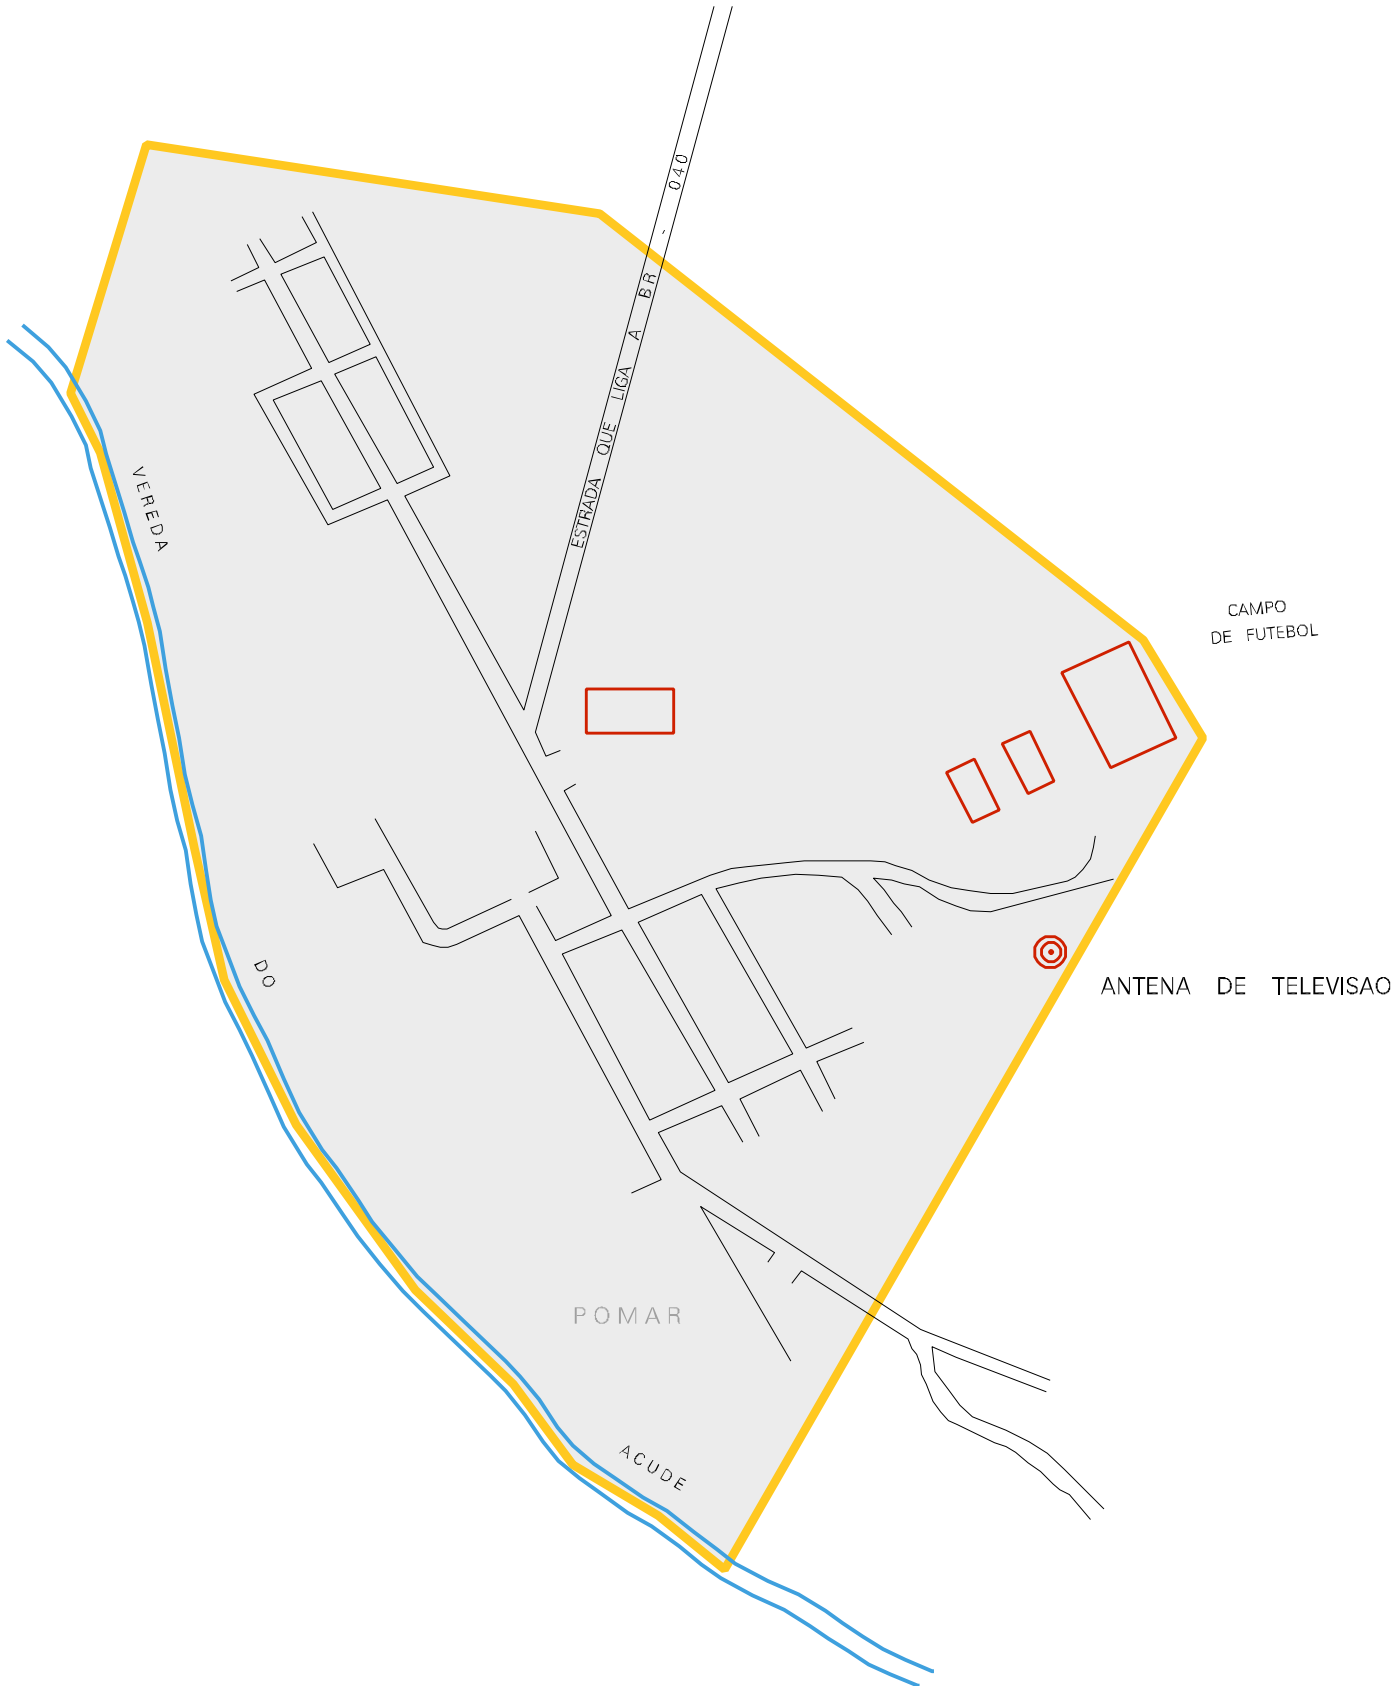 ESTRADA QUE LIGA A BR - 040
VEREDA
DO
ACUDE
CAMPO
DE FUTEBOL
ANTENA DE TELEVISAO
POMAR